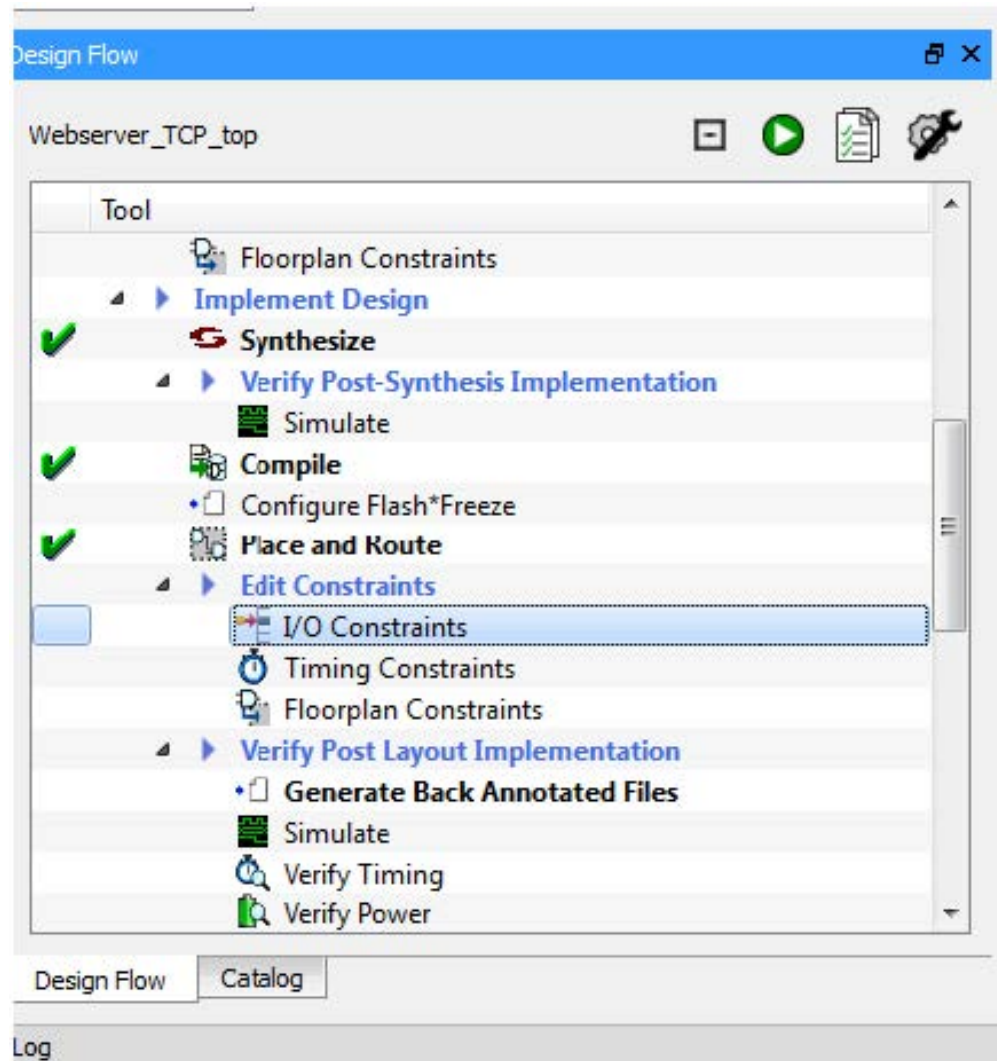 Design Flow
Webserver_TCP_top
Tool
Floorplan Constraints
Implement Design
Synthesize
Verify Post-Synthesis Implementation
Simulate
Compile
Configure Flash*Freeze
Place and Route
Edit Constraints
I/O Constraints
Timing Constraints
Floorplan Constraints
Verify Post Layout Implementation
Generate Back Annotated Files
Simulate
Verify Timing
Verify Power
Design Flow Catalog
Log